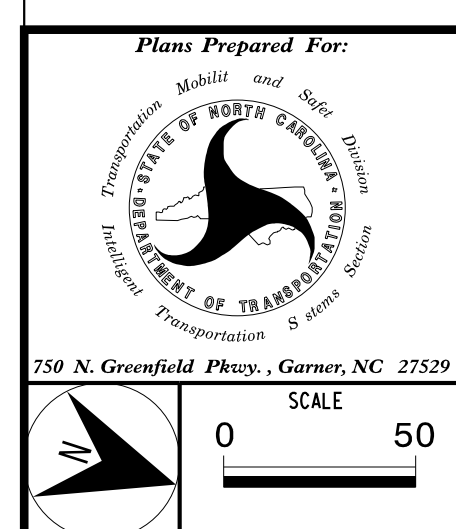 Plans Prepared For:
Transportation Mobilit and Safet Division
STATE OF NORTH CAROLINA
DEPARTMENT OF TRANSPORTATION
Intelligent Transportation S stems Section
750 N. Greenfield Pkwy. , Garner, NC 27529
N
SCALE
0 50